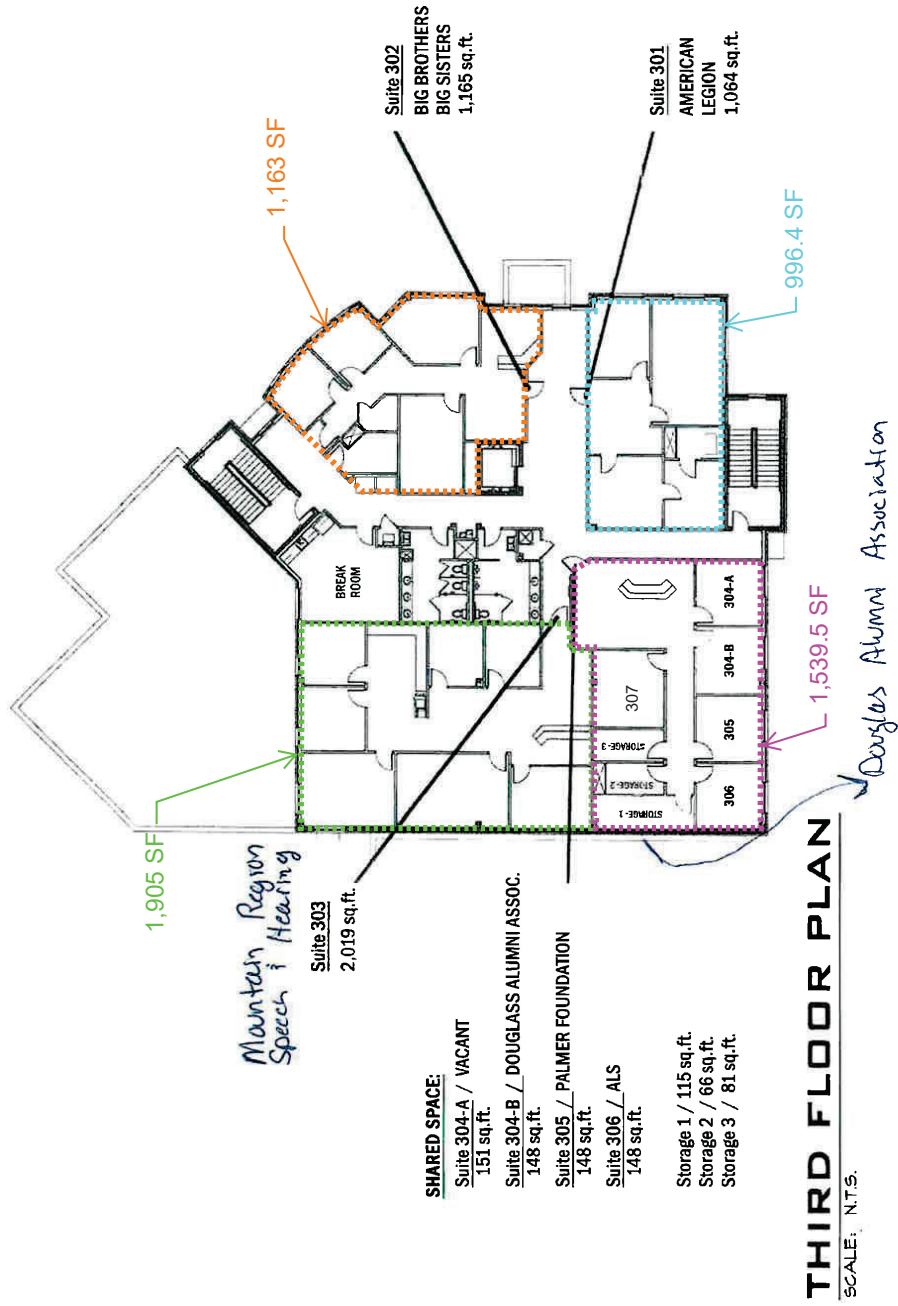 1,905 SF
1,163 SF
Suite 302
BIG BROTHERS
BIG SISTERS
1,165 sq.ft.
Suite 301
AMERICAN
LEGION
1,064 sq.ft.
996.4 SF
BREAK
ROOM
304-A
304-B
305
306
307
STORAGE-3
STORAGE-2
STORAGE-1
1,539.5 SF
Douglas Alumni Association
Mountain Region
Speech & Hearing
Suite 303
2,019 sq.ft.
SHARED SPACE:
Suite 304-A / VACANT
151 sq.ft.
Suite 304-B / DOUGLASS ALUMNI ASSOC.
148 sq.ft.
Suite 305 / PALMER FOUNDATION
148 sq.ft.
Suite 306 / ALS
148 sq.ft.
Storage 1 / 115 sq.ft.
Storage 2 / 66 sq.ft.
Storage 3 / 81 sq.ft.
THIRD FLOOR PLAN
SCALE: N.T.S.